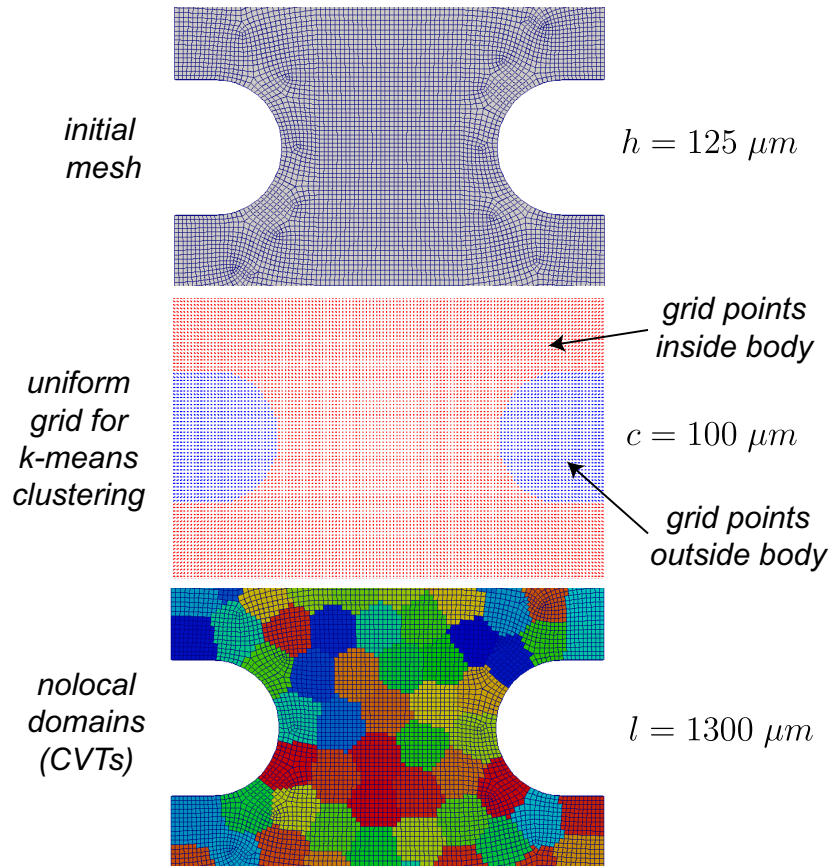 initial
mesh
h = 125 μm
grid points
inside body
uniform
grid for
k-means
clustering
c = 100 μm
grid points
outside body
nolocal
domains
(CVTs)
l = 1300 μm